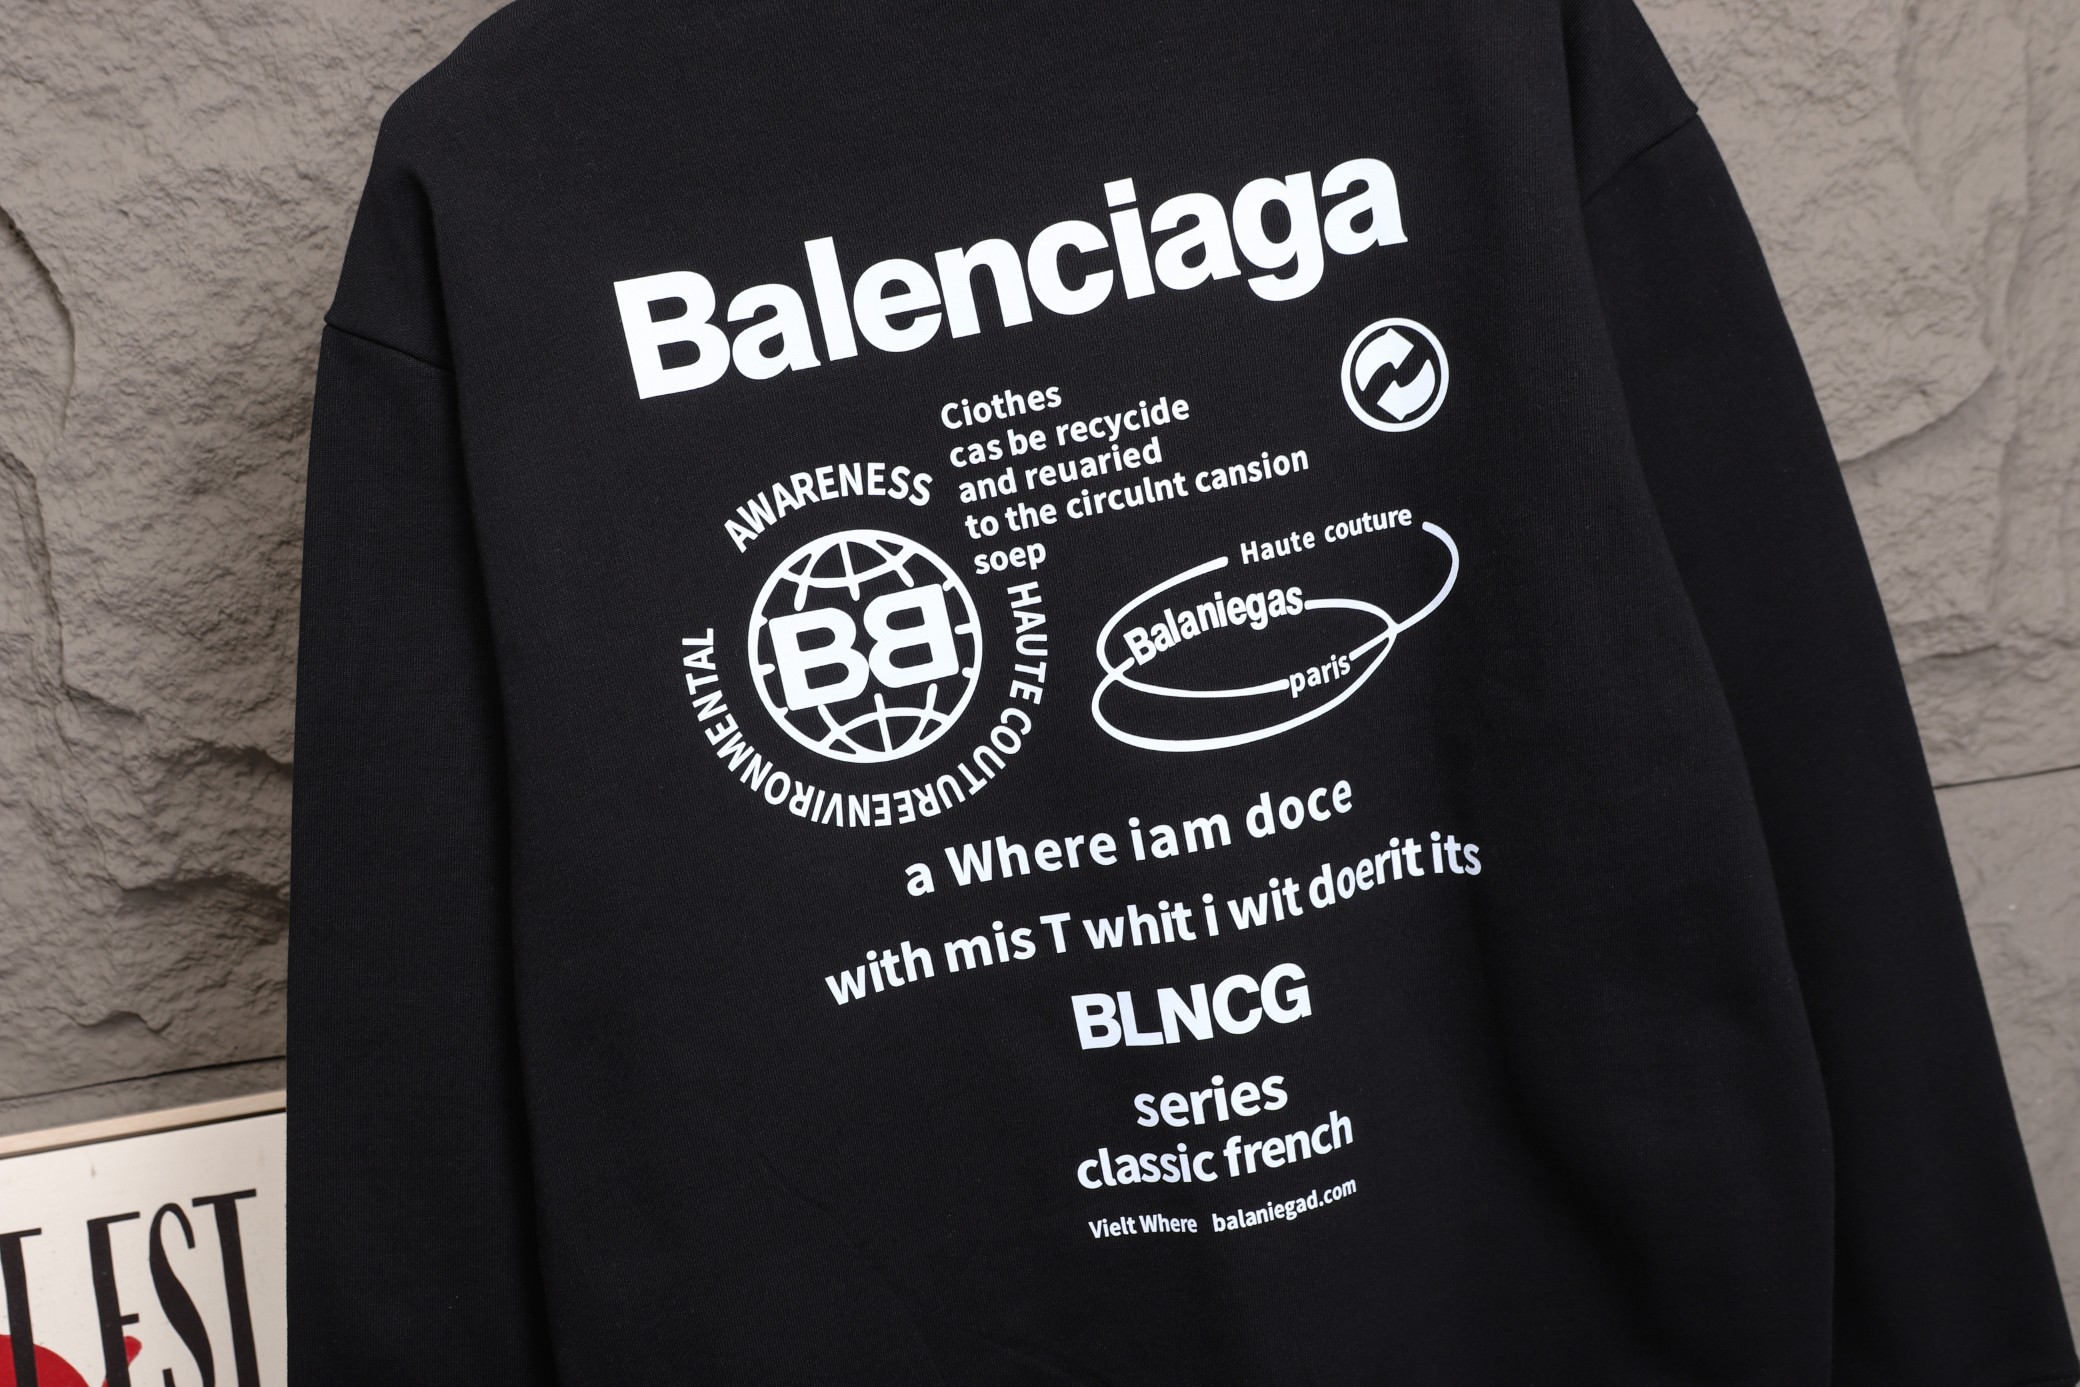 Balenciaga
Ciothes
cas be recycide
and reuaried
to the circulnt cansion
soep
AWARENESS
HAUTE COUTUREENVIRONMENTAL
BB
Haute couture
Balaniegas
paris
a Where iam doce
with mis T whit i wit doerit its
BLNCG
series
classic french
Vielt Where balaniegad.com
EST